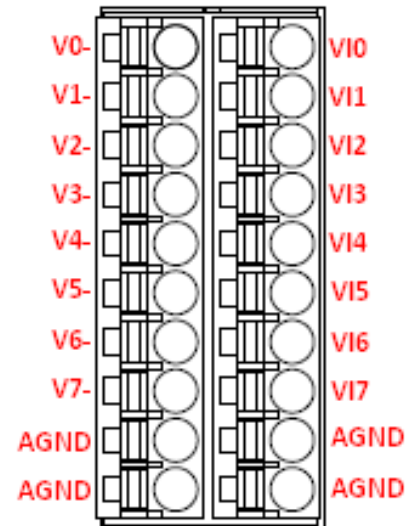 V0- VI0
V1- VI1
V2- VI2
V3- VI3
V4- VI4
V5- VI5
V6- VI6
V7- VI7
AGND AGND
AGND AGND